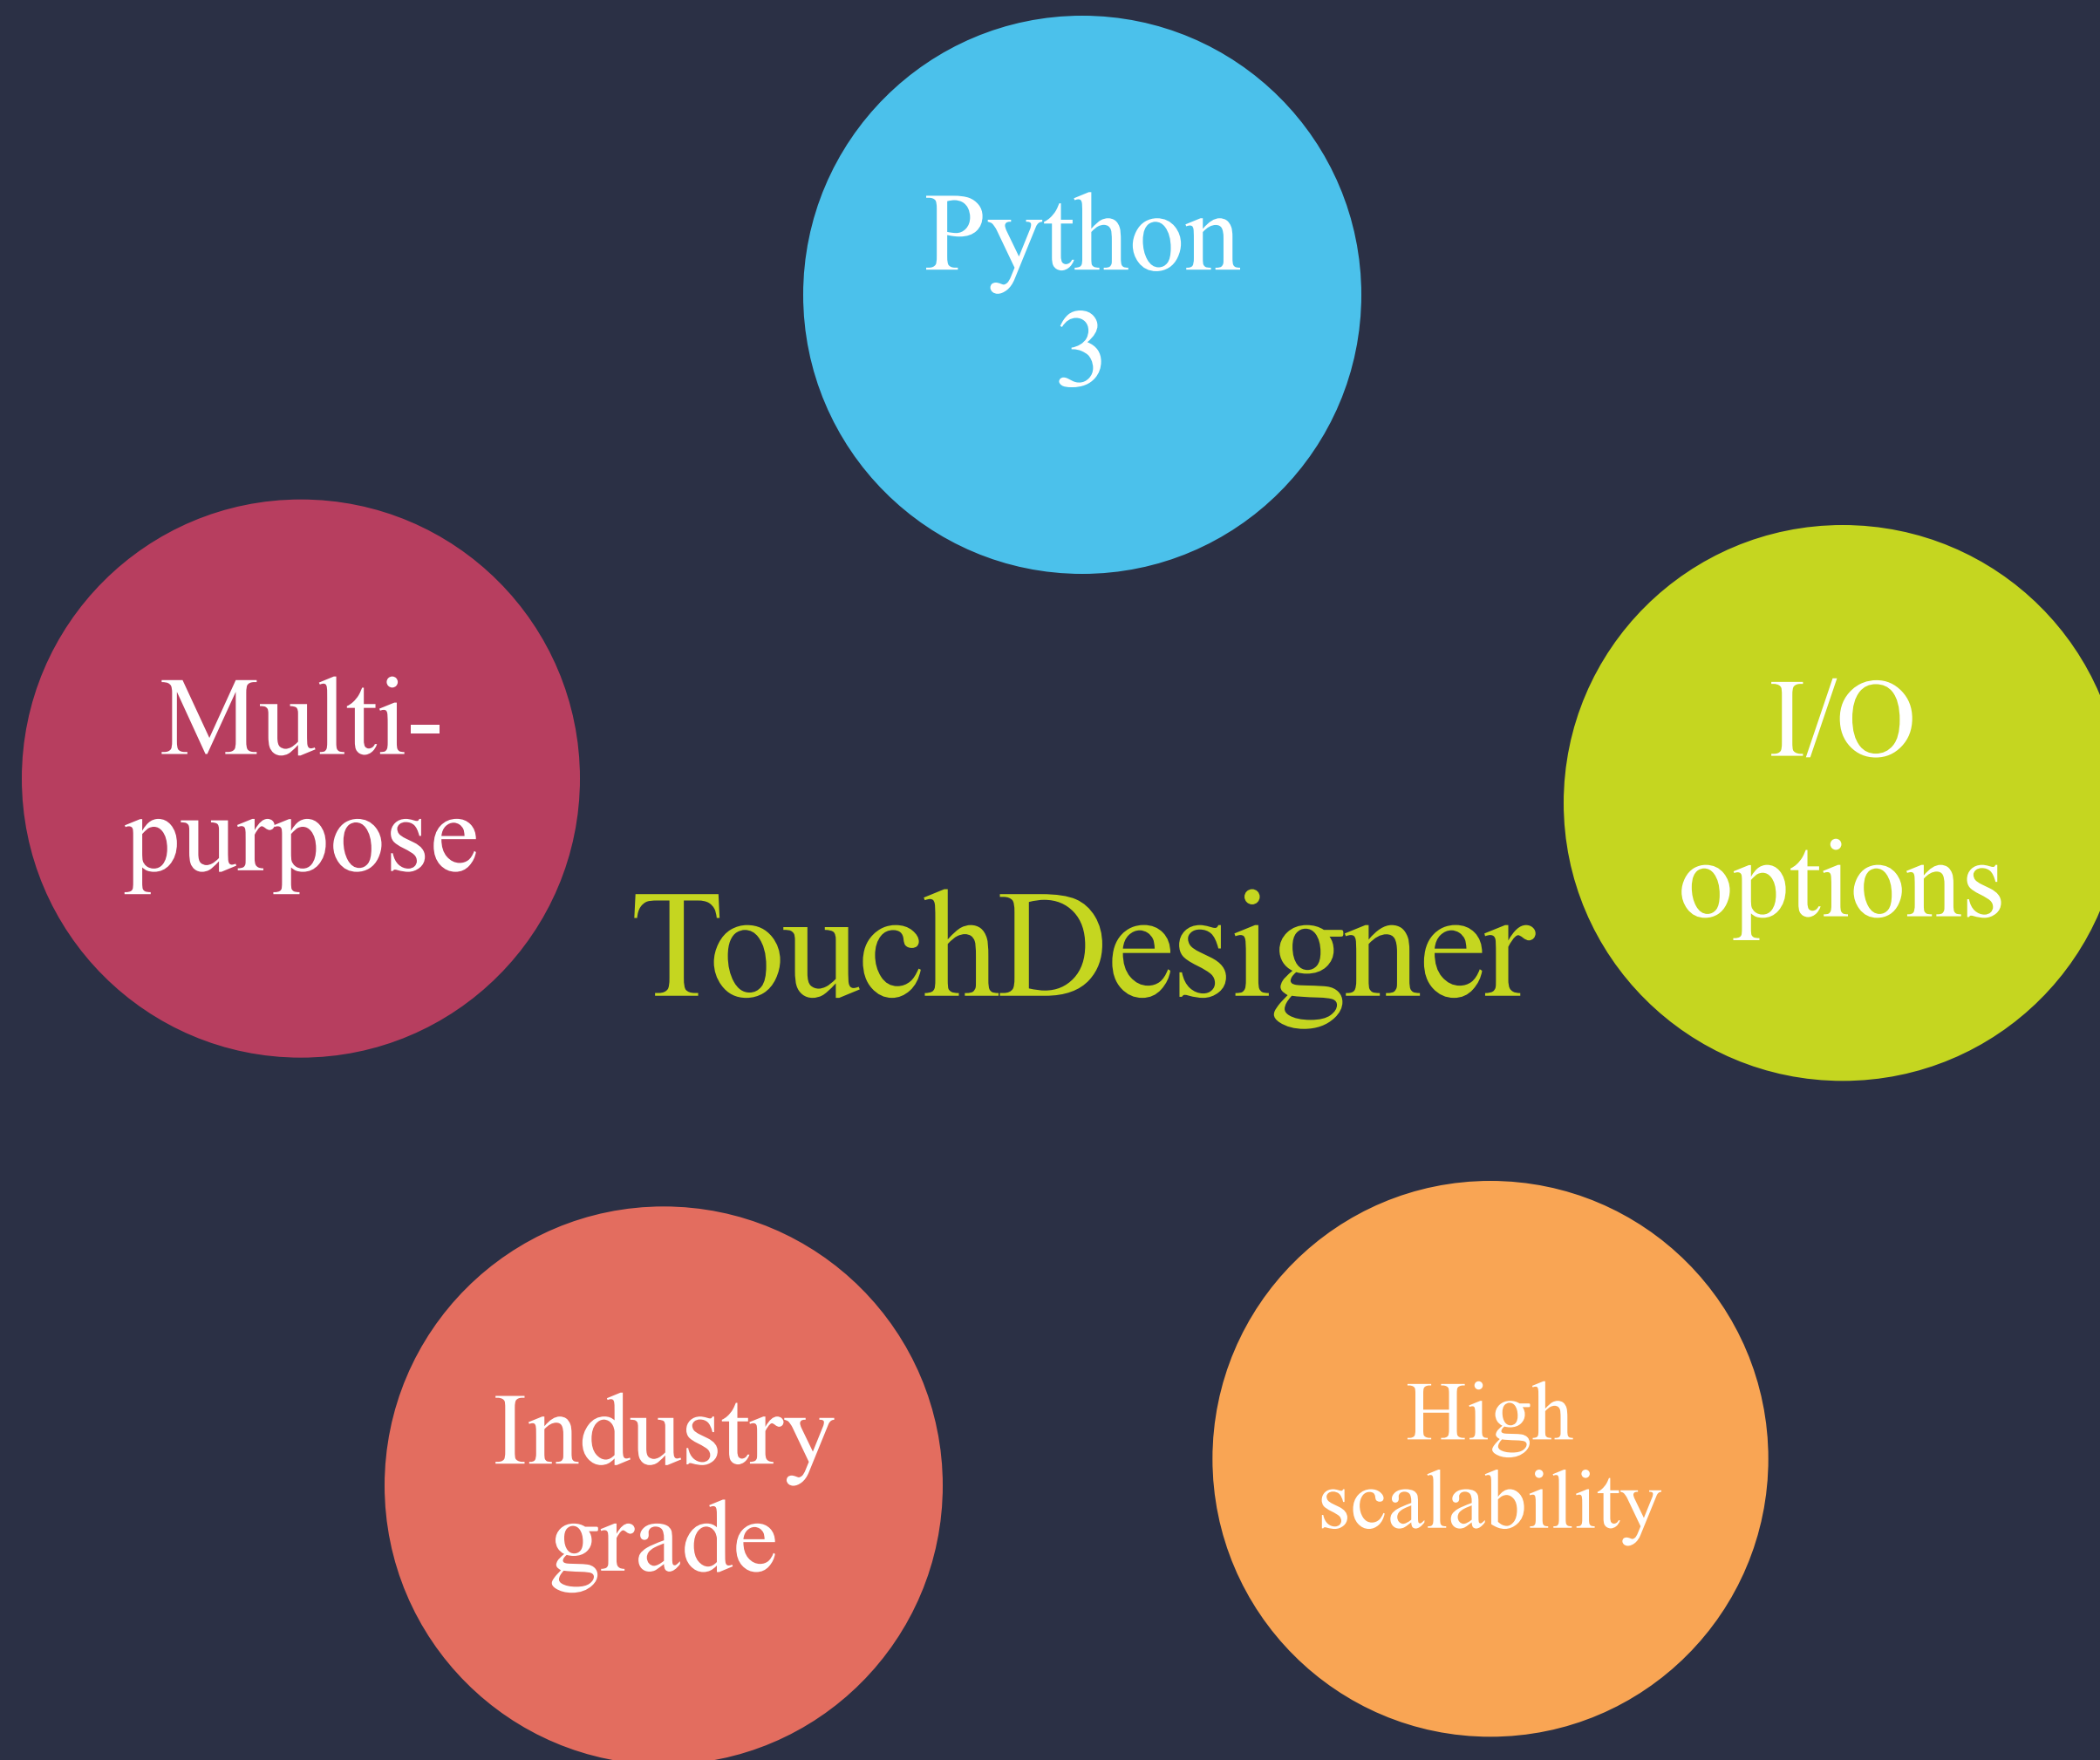 Python
3
Multi-
purpose
I/O
options
TouchDesigner
Industry
grade
High
scalability